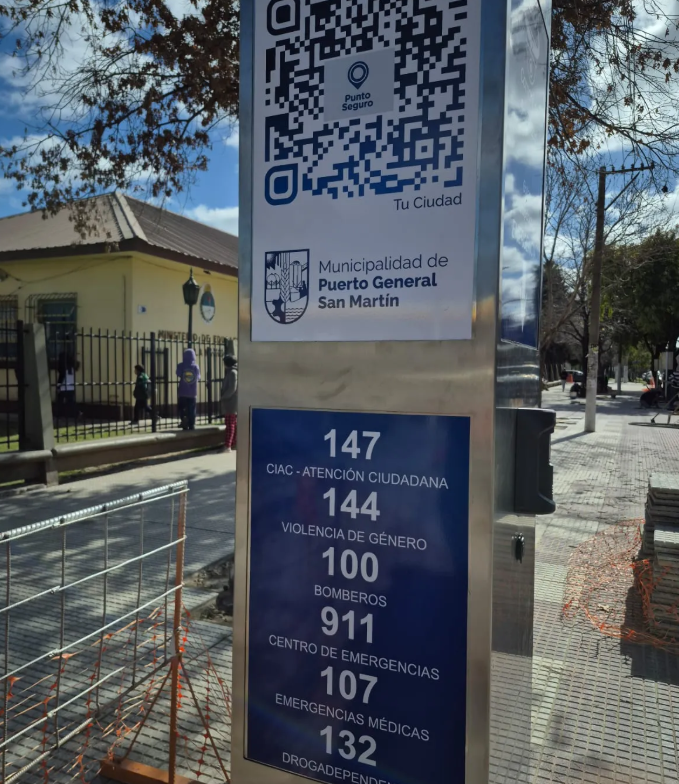 Punto
Seguro
Tu Ciudad
Municipalidad de
Puerto General
San Martín
147
CIAC - ATENCIÓN CIUDADANA
144
VIOLENCIA DE GÉNERO
100
BOMBEROS
911
CENTRO DE EMERGENCIAS
107
EMERGENCIAS MÉDICAS
132
DROGADEPENDEN